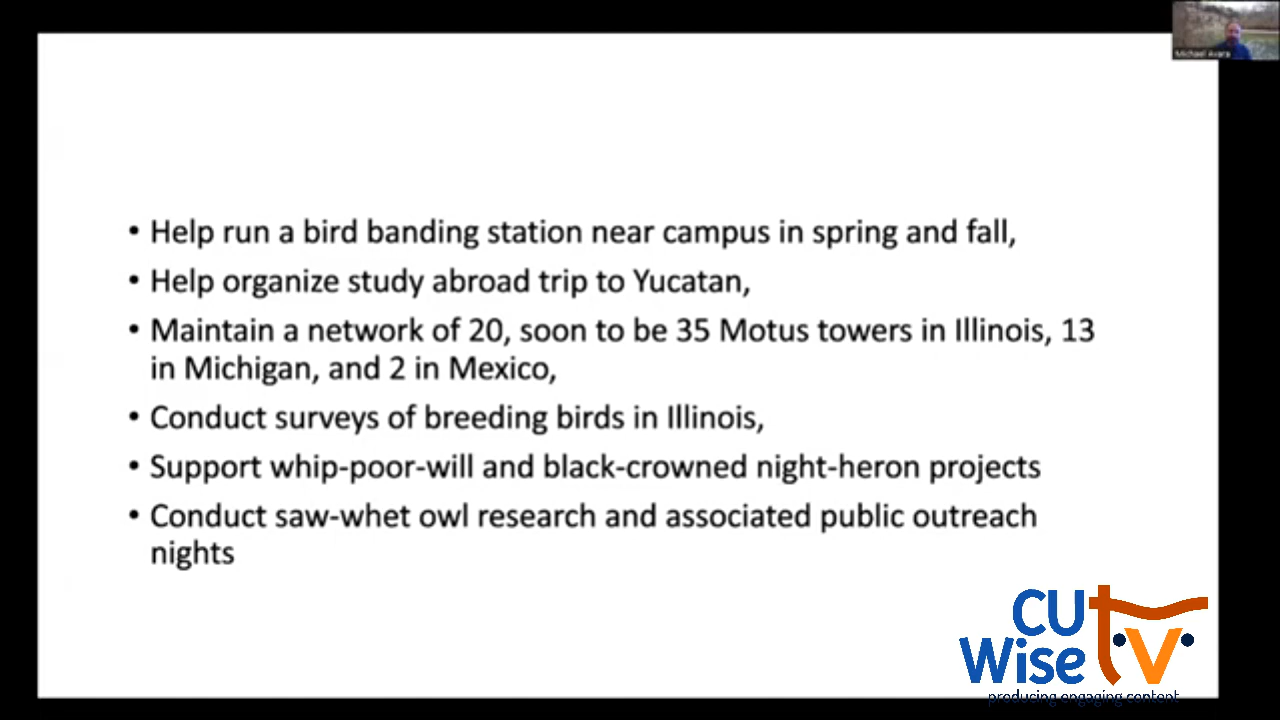 Michael Avara
• Help run a bird banding station near campus in spring and fall,
• Help organize study abroad trip to Yucatan,
• Maintain a network of 20, soon to be 35 Motus towers in Illinois, 13
in Michigan, and 2 in Mexico,
• Conduct surveys of breeding birds in Illinois,
• Support whip-poor-will and black-crowned night-heron projects
• Conduct saw-whet owl research and associated public outreach
nights
CU
Wise tv
producing engaging content